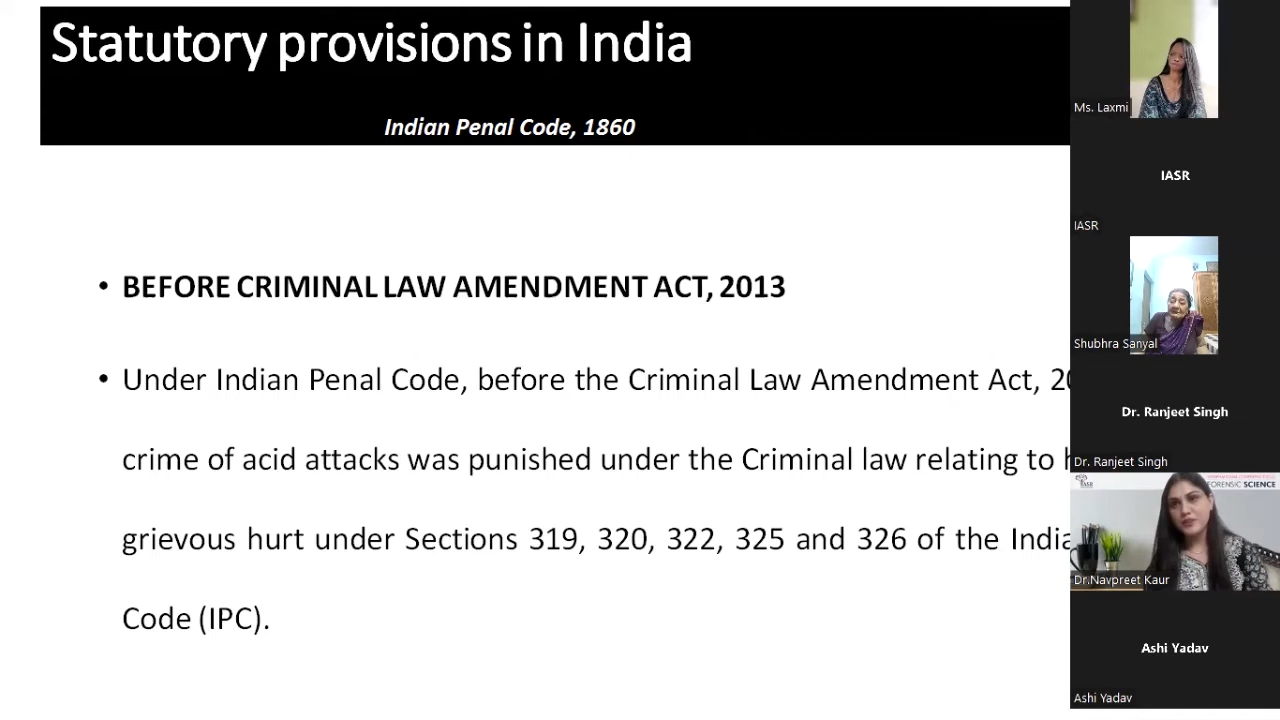 Statutory provisions in India
Indian Penal Code, 1860
• BEFORE CRIMINAL LAW AMENDMENT ACT, 2013
• Under Indian Penal Code, before the Criminal Law Amendment Act,
crime of acid attacks was punished under the Criminal law relating to
grievous hurt under Sections 319, 320, 322, 325 and 326 of the
Code (IPC).
Ms. Laxmi
IASR
IASR
Shubhra Sanyal
Dr. Ranjeet Singh
Dr. Ranjeet Singh
FORENSIC SCIENCE
Dr.Navpreet Kaur
Ashi Yadav
Ashi Yadav